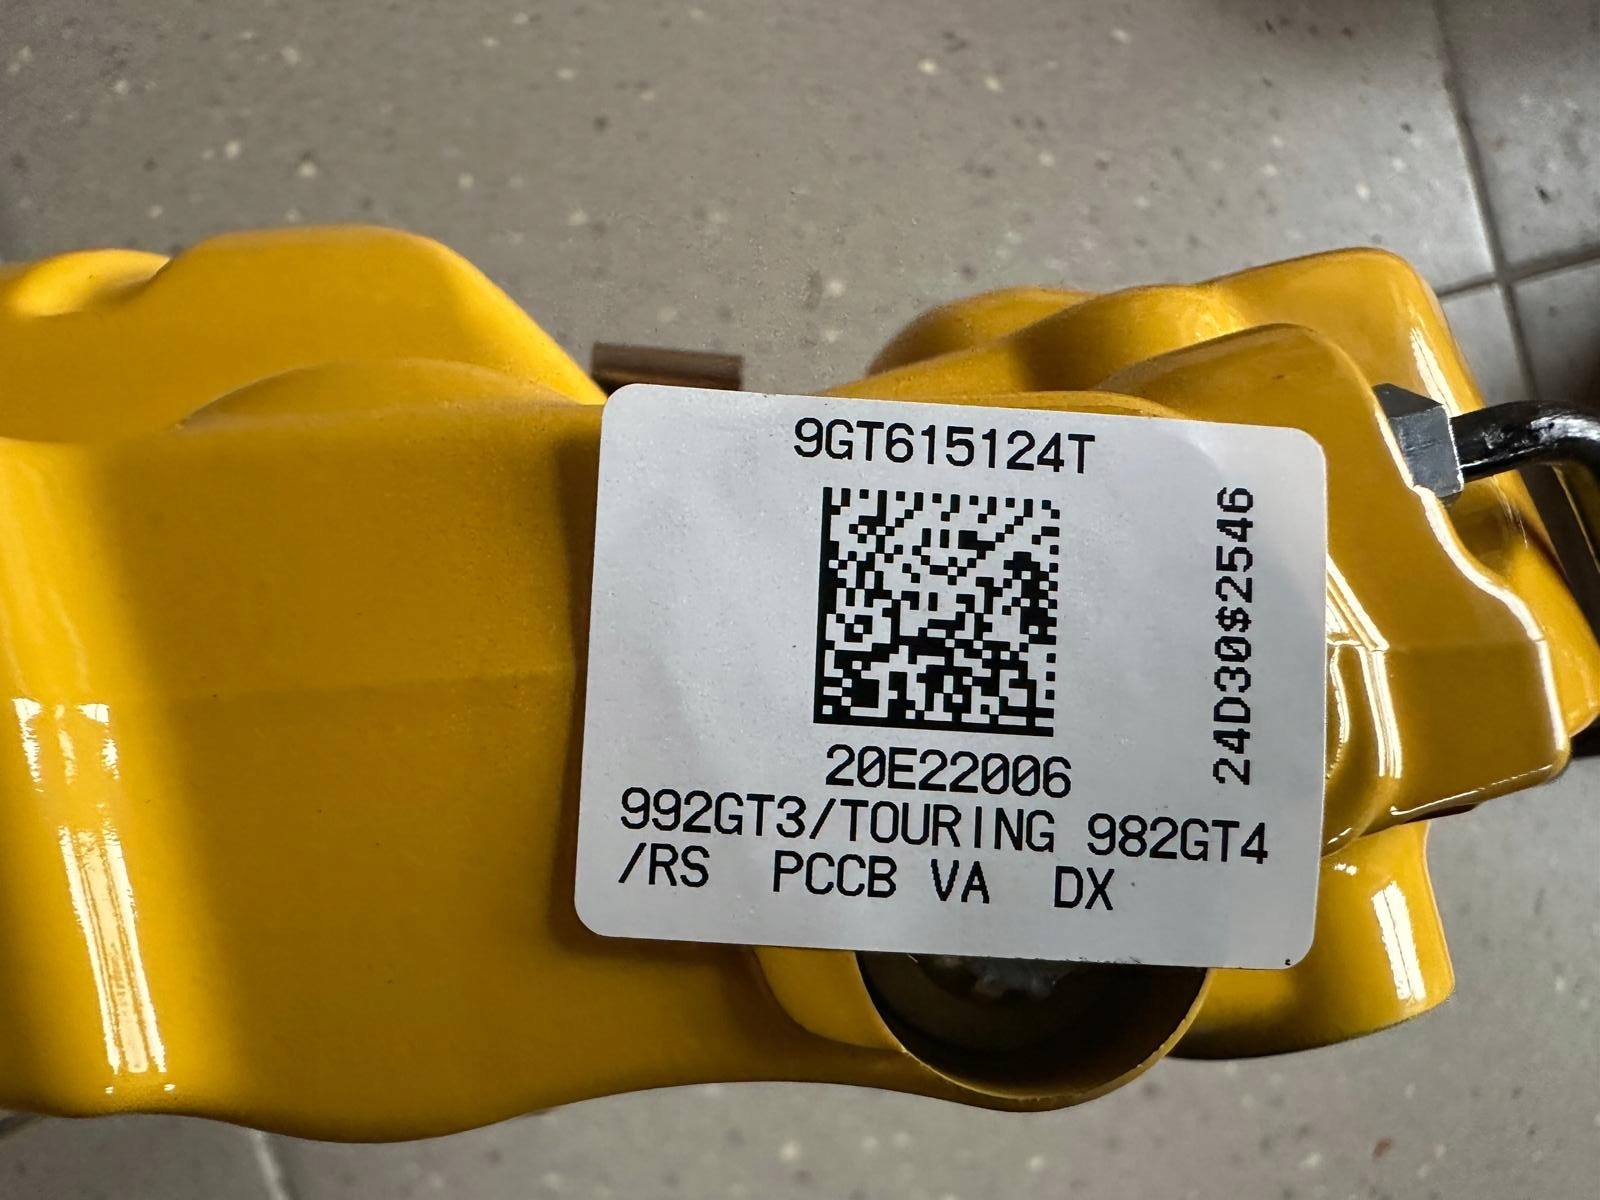 9GT615124T
24D30$2546
20E22006
992GT3/TOURING 982GT4
/RS PCCB VA DX